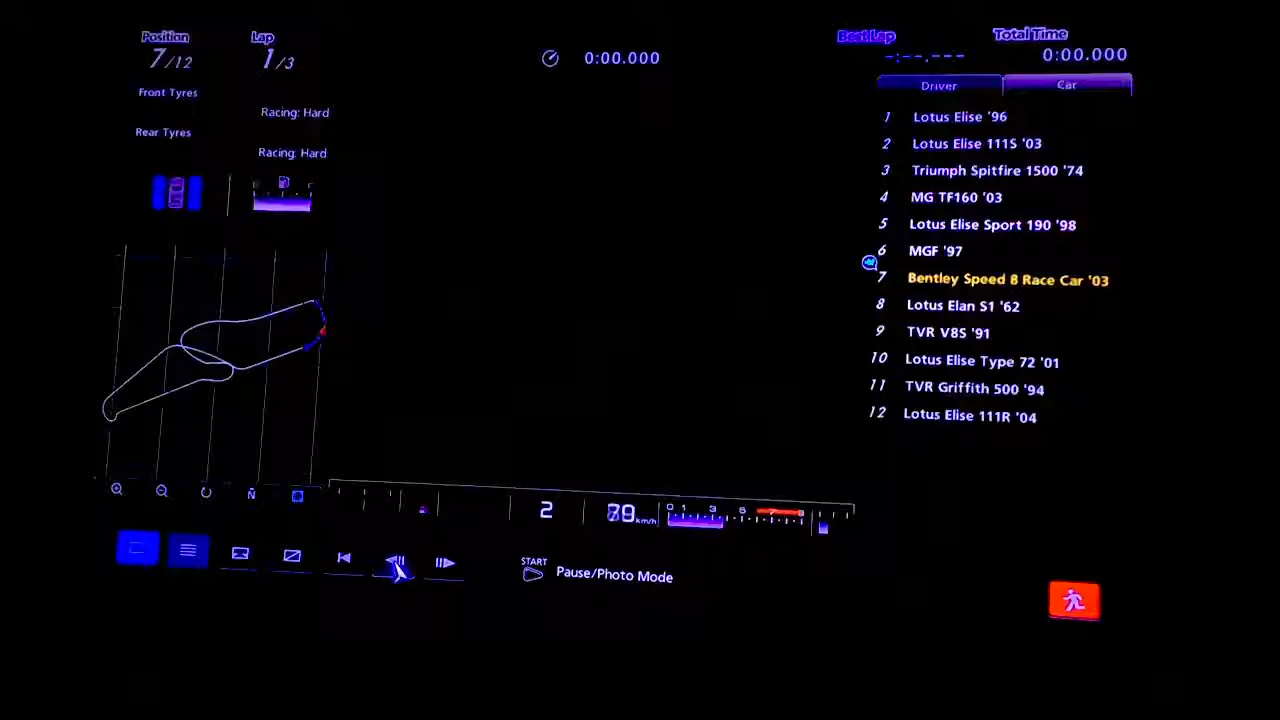 Position
7/12
Lap
1/3
0:00.000
Best Lap
-:--.---
Total Time
0:00.000
Front Tyres
Racing: Hard
Rear Tyres
Racing: Hard
Driver
Car
1 Lotus Elise '96
2 Lotus Elise 111S '03
3 Triumph Spitfire 1500 '74
4 MG TF160 '03
5 Lotus Elise Sport 190 '98
6 MGF '97
7 Bentley Speed 8 Race Car '03
8 Lotus Elan S1 '62
9 TVR V8S '91
10 Lotus Elise Type 72 '01
11 TVR Griffith 500 '94
12 Lotus Elise 111R '04
N
2
km/h
0 1 3
START
Pause/Photo Mode